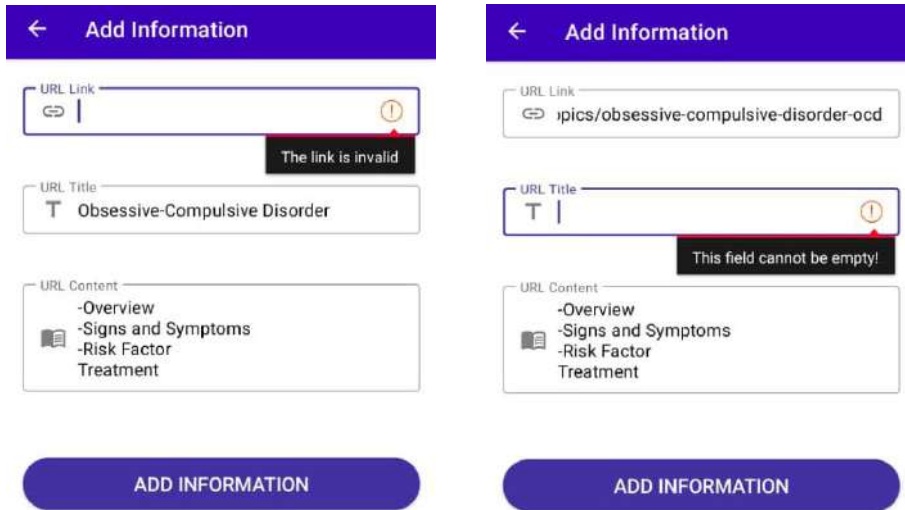 Add Information
URL Link
The link is invalid
URL Title
Obsessive-Compulsive Disorder
URL Content
-Overview
-Signs and Symptoms
-Risk Factor
Treatment
ADD INFORMATION
Add Information
URL Link
opics/obsessive-compulsive-disorder-ocd
URL Title
This field cannot be empty!
URL Content
-Overview
-Signs and Symptoms
-Risk Factor
Treatment
ADD INFORMATION